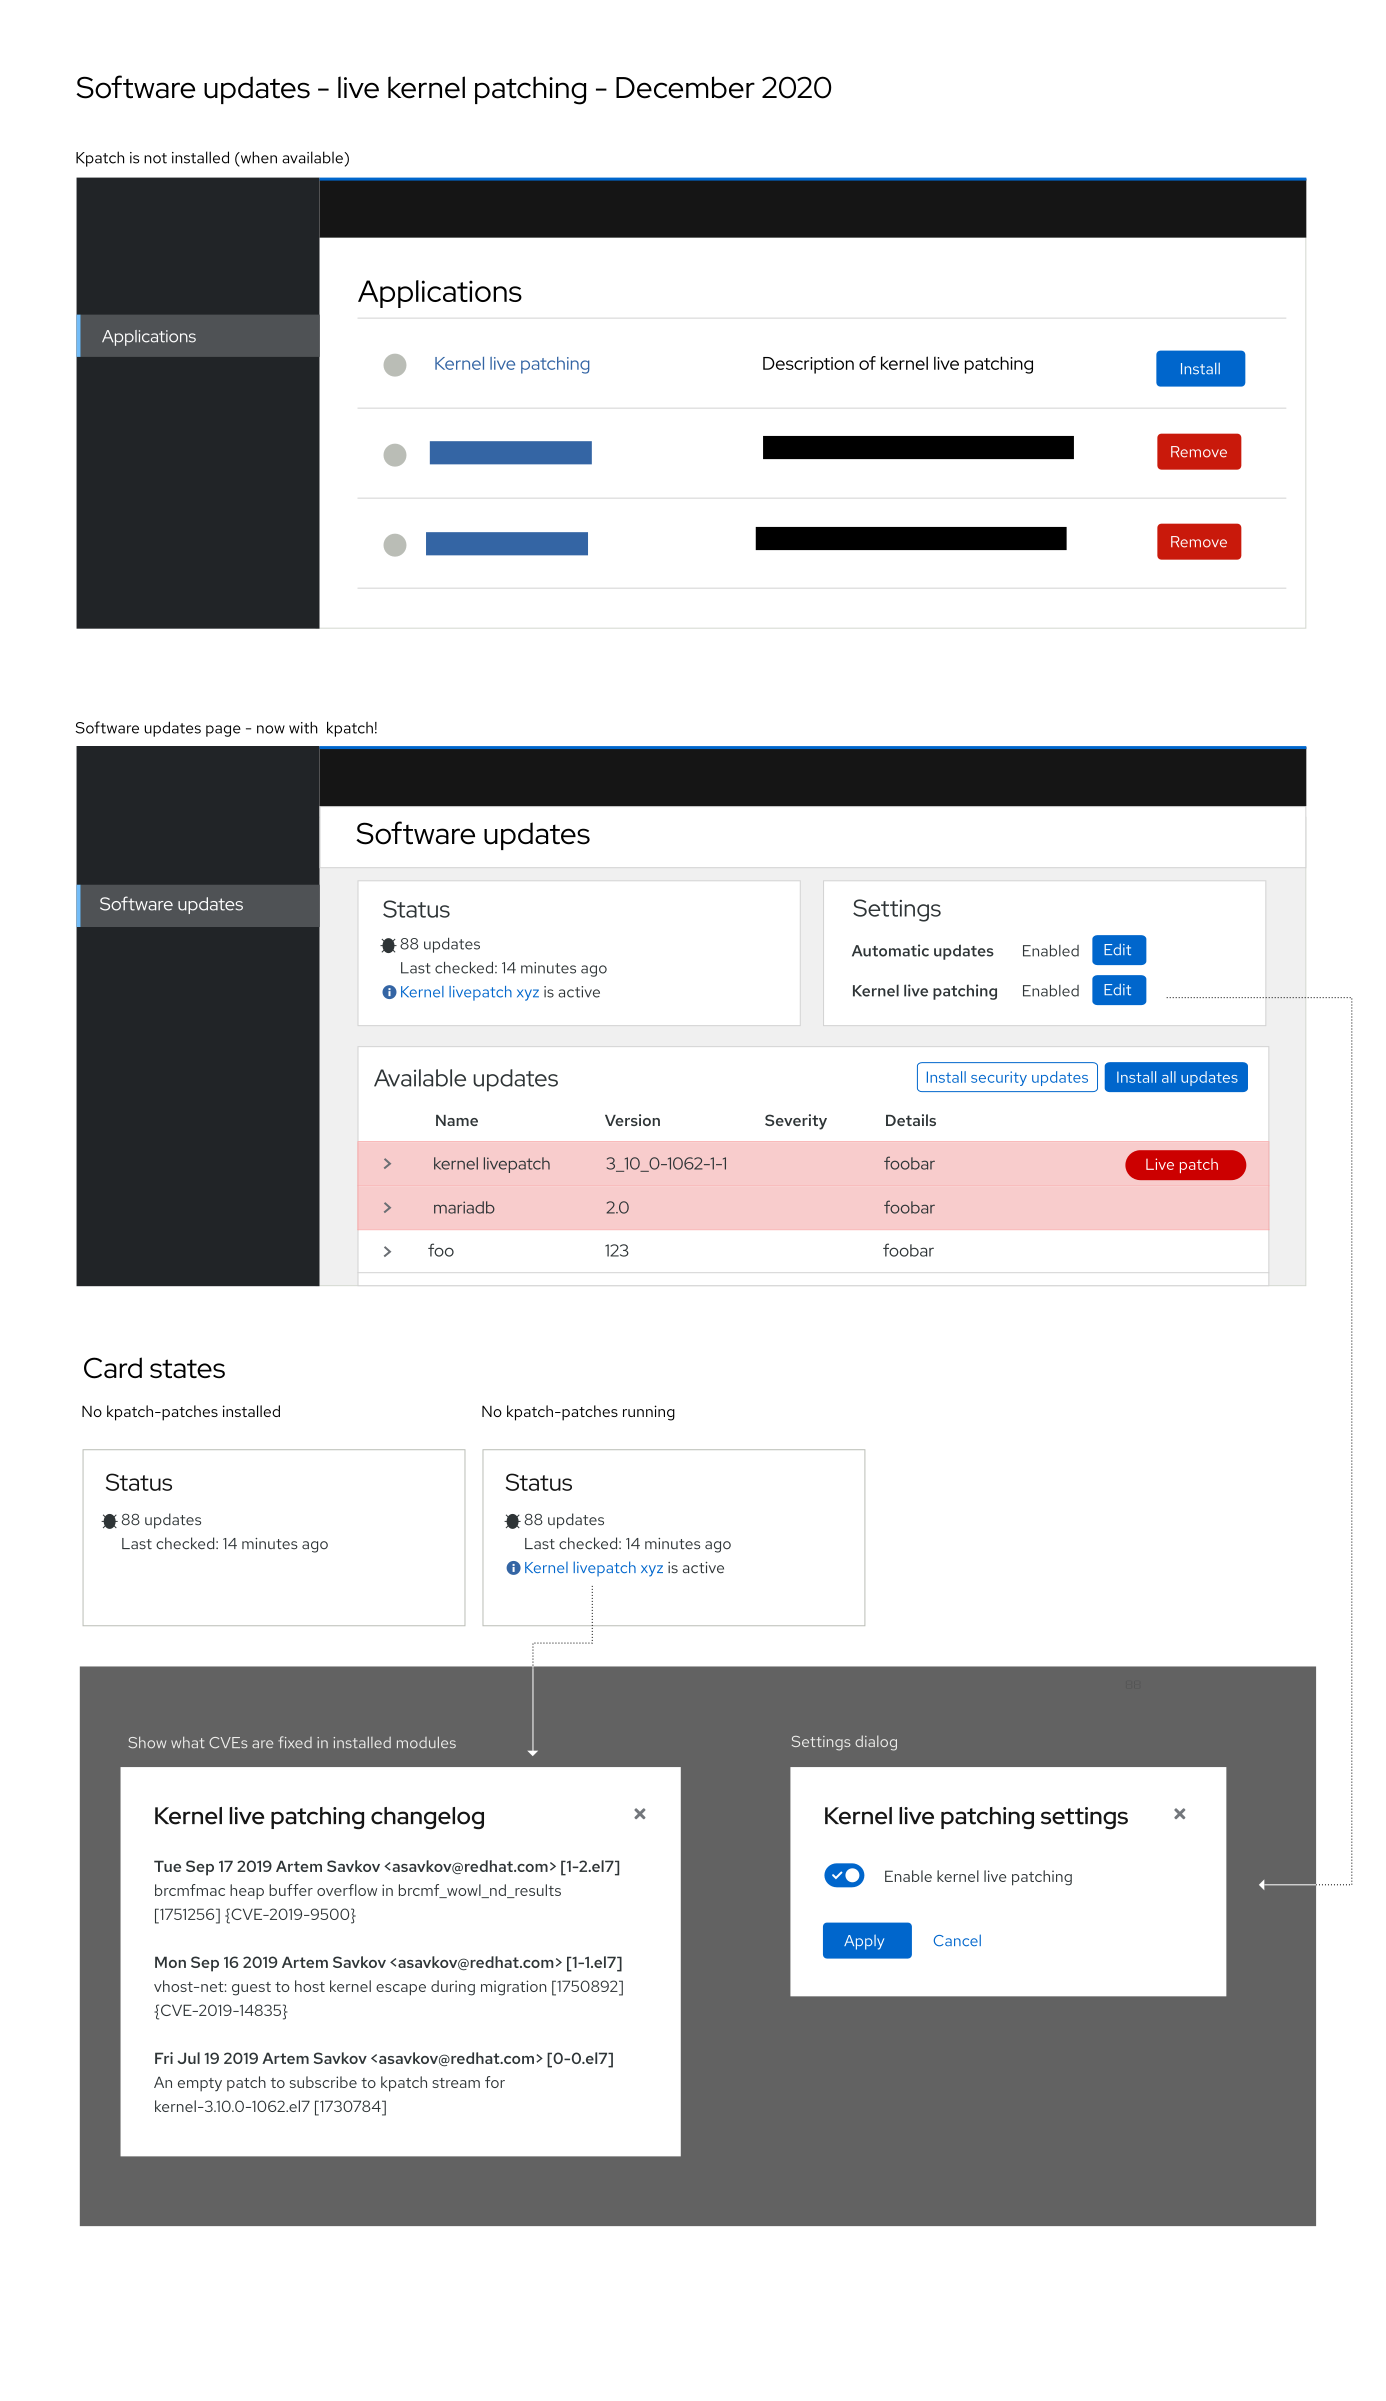 Software updates - live kernel patching - December 2020
Kpatch is not installed (when available)
Applications
Applications
Kernel live patching Description of kernel live patching Install
Remove
Remove
Software updates page - now with kpatch!
Software updates
Software updates
Status
88 updates
Last checked: 14 minutes ago
Kernel livepatch xyz is active
Settings
Automatic updates Enabled Edit
Kernel live patching Enabled Edit
Available updates Install security updates Install all updates
Name Version Severity Details
kernel livepatch 3_10_0-1062-1-1 foobar Live patch
mariadb 2.0 foobar
foo 123 foobar
Card states
No kpatch-patches installed
Status
88 updates
Last checked: 14 minutes ago
No kpatch-patches running
Status
88 updates
Last checked: 14 minutes ago
Kernel livepatch xyz is active
88
Show what CVEs are fixed in installed modules
Kernel live patching changelog
Tue Sep 17 2019 Artem Savkov <asavkov@redhat.com> [1-2.el7]
brcmfmac heap buffer overflow in brcmf_wowl_nd_results
[1751256] {CVE-2019-9500}
Mon Sep 16 2019 Artem Savkov <asavkov@redhat.com> [1-1.el7]
vhost-net: guest to host kernel escape during migration [1750892]
{CVE-2019-14835}
Fri Jul 19 2019 Artem Savkov <asavkov@redhat.com> [0-0.el7]
An empty patch to subscribe to kpatch stream for
kernel-3.10.0-1062.el7 [1730784]
Settings dialog
Kernel live patching settings
Enable kernel live patching
Apply Cancel